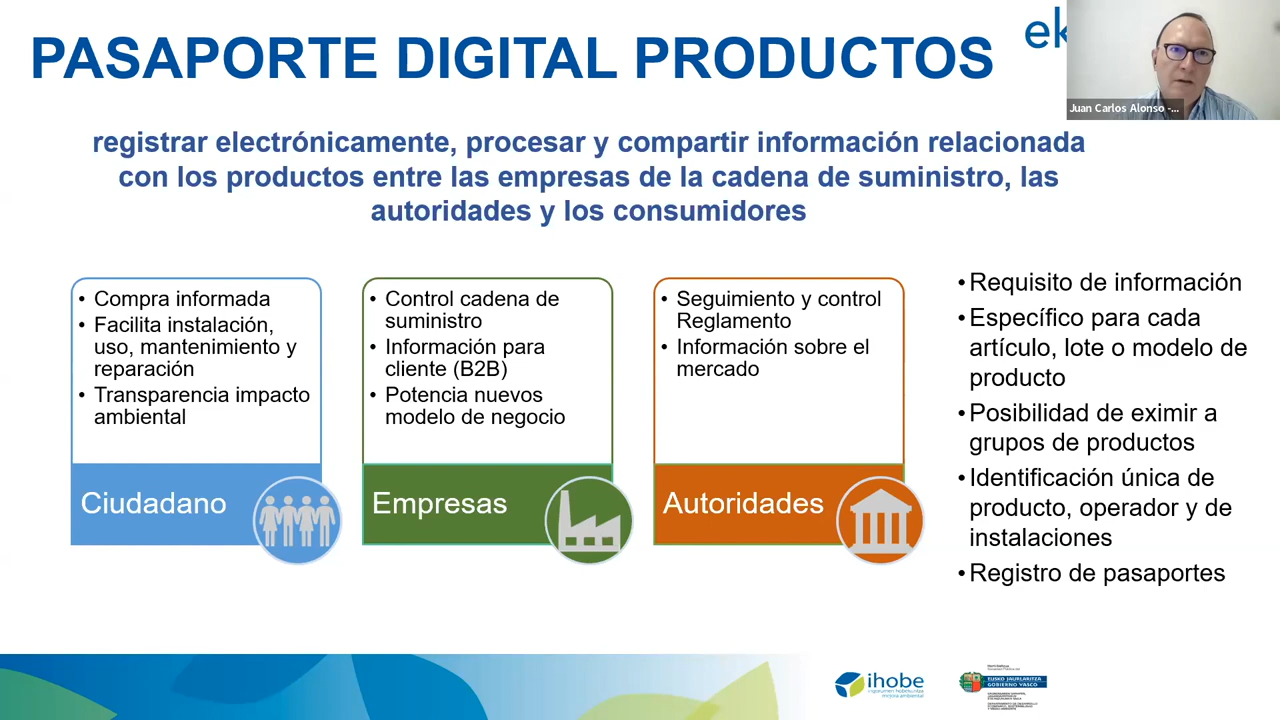 PASAPORTE DIGITAL PRODUCTOS
ek
Juan Carlos Alonso -...
registrar electrónicamente, procesar y compartir información relacionada
con los productos entre las empresas de la cadena de suministro, las
autoridades y los consumidores
• Compra informada
• Facilita instalación,
uso, mantenimiento y
reparación
• Transparencia impacto
ambiental
Ciudadano
• Control cadena de
suministro
• Información para
cliente (B2B)
• Potencia nuevos
modelo de negocio
Empresas
• Seguimiento y control
Reglamento
• Información sobre el
mercado
Autoridades
• Requisito de información
• Específico para cada
artículo, lote o modelo de
producto
• Posibilidad de eximir a
grupos de productos
• Identificación única de
producto, operador y de
instalaciones
• Registro de pasaportes
ihobe
mejora ambiental
EUSKO JAURLARITZA
GOBIERNO VASCO